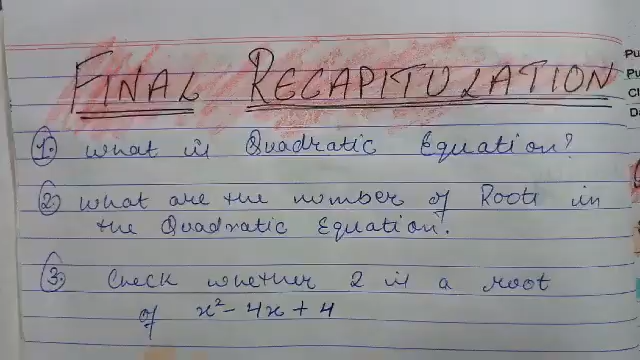 FINAL RECAPITULATION
1. What is Quadratic Equation?
2. What are the number of Roots in
the Quadratic Equation.
3. Check whether 2 is a root
of x² - 4x + 4